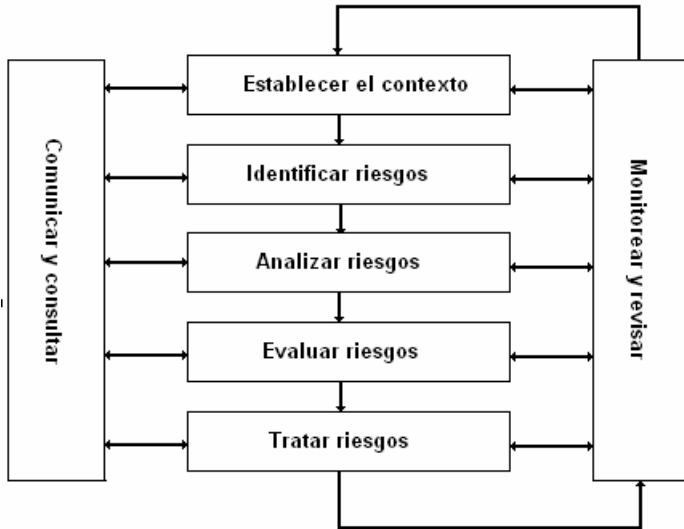 Establecer el contexto
Comunicar y consultar
Identificar riesgos
Monitorear y revisar
Analizar riesgos
Evaluar riesgos
Tratar riesgos